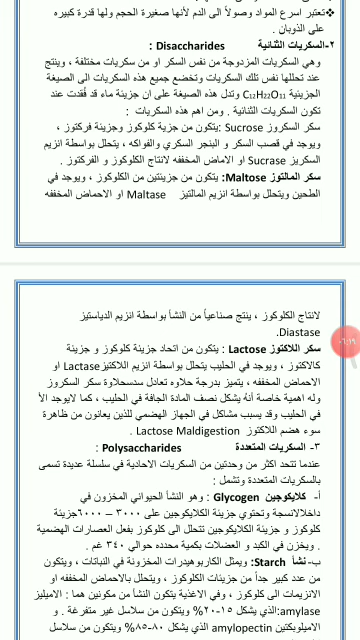 ❖تعتبر اسرع المواد وصولاً الى الدم لأنها صغيرة الحجم ولها قدرة كبيره
على الذوبان .
٢-السكريات الثنائية Disaccharides :
وهي السكريات المزدوجة من نفس السكر او من سكريات مختلفة ، وينتج
عند تحللها نفس تلك السكريات وتخضع جميع هذه السكريات الى الصيغة
الجزيئية C₁₂H₂₂O₁₁ وتدل هذه الصيغة على ان جزيئة ماء قد فُقدت عند
تكون السكريات الثنائية . ومن اهم هذه السكريات :
سكر السكروز Sucrose :يتكون من جزية كلوكوز وجزيئة فركتوز ،
ويوجد في قصب السكر و البنجر السكري والفواكه ، يتحلل بواسطة انزيم
السكريز Sucrase او الاماض المخففه لانتاج الكلوكوز و الفركتوز .
سكر المالتوز Maltose: يتكون من جزيئتين من الكلوكوز ، ويوجد في
الطحين ويتحلل بواسطة انزيم المالتيز Maltase او الاحماض المخففه
لانتاج الكلوكوز ، ينتج صناعياً من النشأ بواسطة انزيم الدياستيز
Diastase.
سكر اللاكتوز Lactose : يتكون من اتحاد جزيئة كلوكوز و جزيئة
كالاكتوز ، ويوجد في الحليب يتحلل بواسطة انزيم اللاكتيزLactase او
الاحماض المخففه ، يتميز بدرجة حلاوه تعادل سدسحلاوة سكر السكروز
وله اهمية خاصة أنه يشكل نصف المادة الجافة في الحليب ، كما لايوجد الأ
في الحليب وقد يسبب مشاكل في الجهاز الهضمي للذين يعانون من ظاهرة
سوء هضم اللاكتوز Lactose Maldigestion .
٣- السكريات المتعددة Polysaccharides
عندما تتحد اكثر من وحدتين من السكريات الاحادية في سلسلة عديدة تسمى
بالسكريات المتعددة وتشمل :
أ- كلايكوجين Glycogen : وهو النشأ الحيواني المخزون في
داخلالانسجة وتحتوي جزيئة الكلايكوجين على ٣٠٠٠ – ٦٠٠٠جزيئة
كلوكوز و جزيئة الكلايكوجين تتحلل الى كلوكوز بفعل العصارات الهضمية
. ويخزن في الكبد و العضلات بكمية محدده حوالي ٣٤٠ غم .
ب- نشأ Starch: ويمثل الكاربوهيدرات المخزونة في النباتات ، ويتكون
من عدد كبير جداً من جزيئات الكلوكوز ، ويتحلل بالاحماض المخففه او
الانزيمات الى كلوكوز ، وفي الاغذية يتكون النشأ من مكونين هما : الاميليز
amylase:الذي يشكل ١٥-٢٠% ويتكون من سلاسل غير متفرغة . و
الاميلوبكتين amylopectin الذي يشكل ٨٠-٨٥% ويتكون من سلاسل
٠٦:١٩